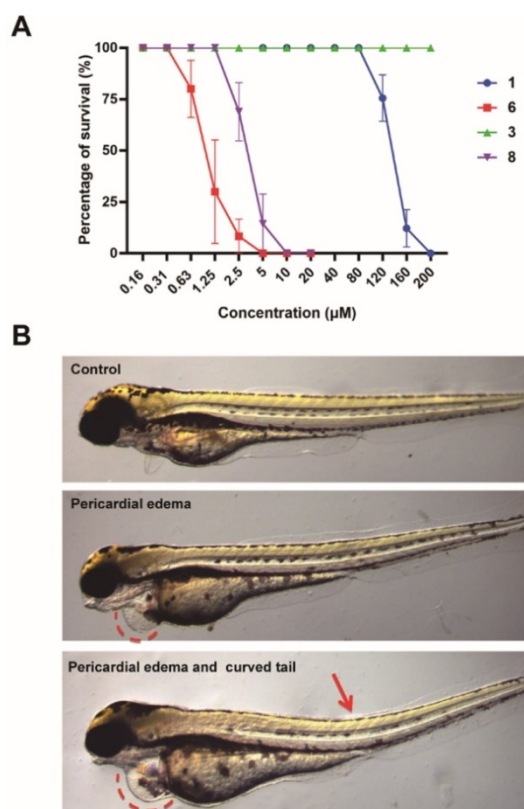 A
Percentage of survival (%)
100
75
50
25
0
0.16 0.31 0.63 1.25 2.5 5 10 20 40 80 120 160 200
Concentration (µM)
1
6
3
8
B
Control
Pericardial edema
Pericardial edema and curved tail